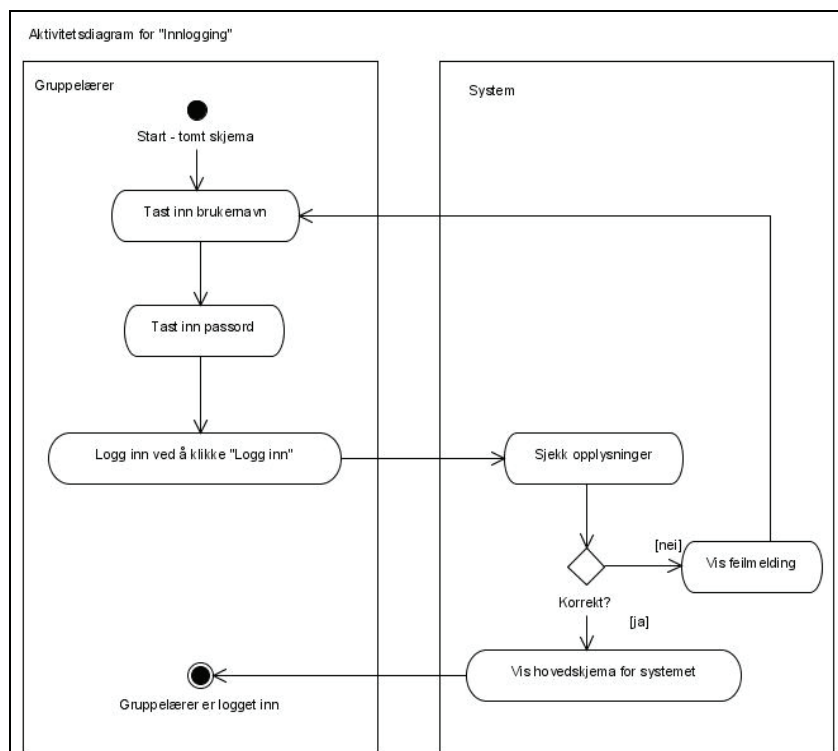 Aktivitetsdiagram for "Innlogging"
Gruppelærer
System
Start - tomt skjema
Tast inn brukernavn
Tast inn passord
Logg inn ved å klikke "Logg inn"
Sjekk opplysninger
[nei]
Vis feilmelding
Korrekt?
[ja]
Vis hovedskjema for systemet
Gruppelærer er logget inn